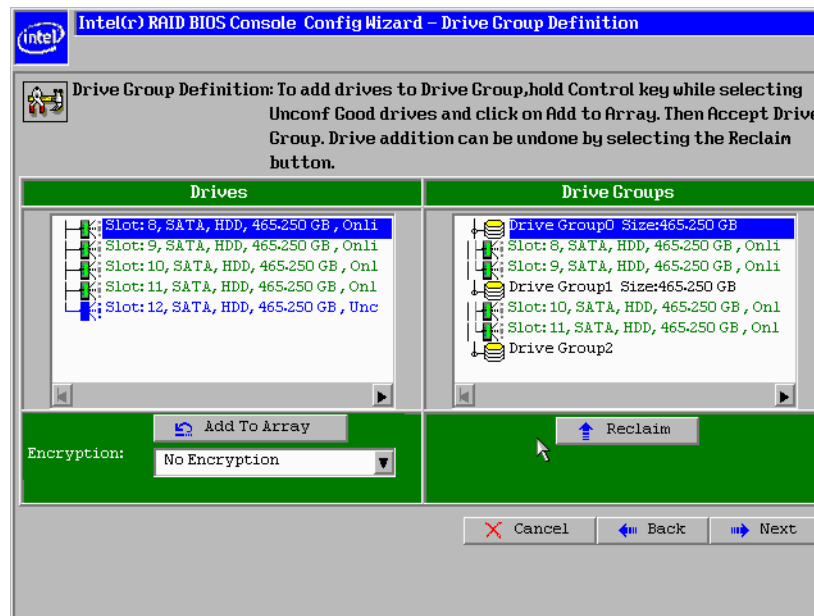 intel
Intel(r) RAID BIOS Console Config Wizard – Drive Group Definition
Drive Group Definition: To add drives to Drive Group,hold Control key while selecting
Unconf Good drives and click on Add to Array. Then Accept Drive
Group. Drive addition can be undone by selecting the Reclaim
button.
Drives
Slot: 8, SATA, HDD, 465.250 GB , Onli
Slot: 9, SATA, HDD, 465.250 GB , Onli
Slot: 10, SATA, HDD, 465.250 GB , Onl
Slot: 11, SATA, HDD, 465.250 GB , Onl
Slot: 12, SATA, HDD, 465.250 GB , Unc
Add To Array
Encryption:
No Encryption
Drive Groups
Drive Group0 Size:465.250 GB
Slot: 8, SATA, HDD, 465.250 GB , Onli
Slot: 9, SATA, HDD, 465.250 GB , Onli
Drive Group1 Size:465.250 GB
Slot: 10, SATA, HDD, 465.250 GB , Onl
Slot: 11, SATA, HDD, 465.250 GB , Onl
Drive Group2
Reclaim
Cancel
Back
Next